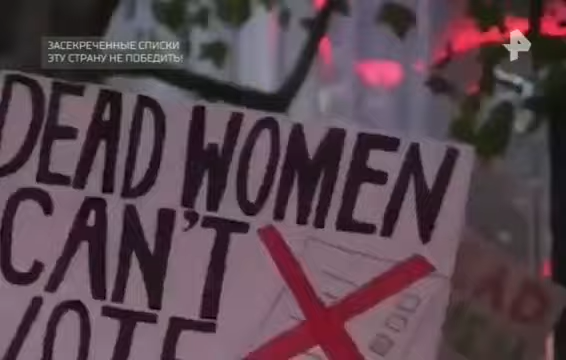 ЗАСЕКРЕЧЕННЫЕ СПИСКИ
ЭТУ СТРАНУ НЕ ПОБЕДИТЬ!
DEAD WOMEN
CAN'T
VOTE